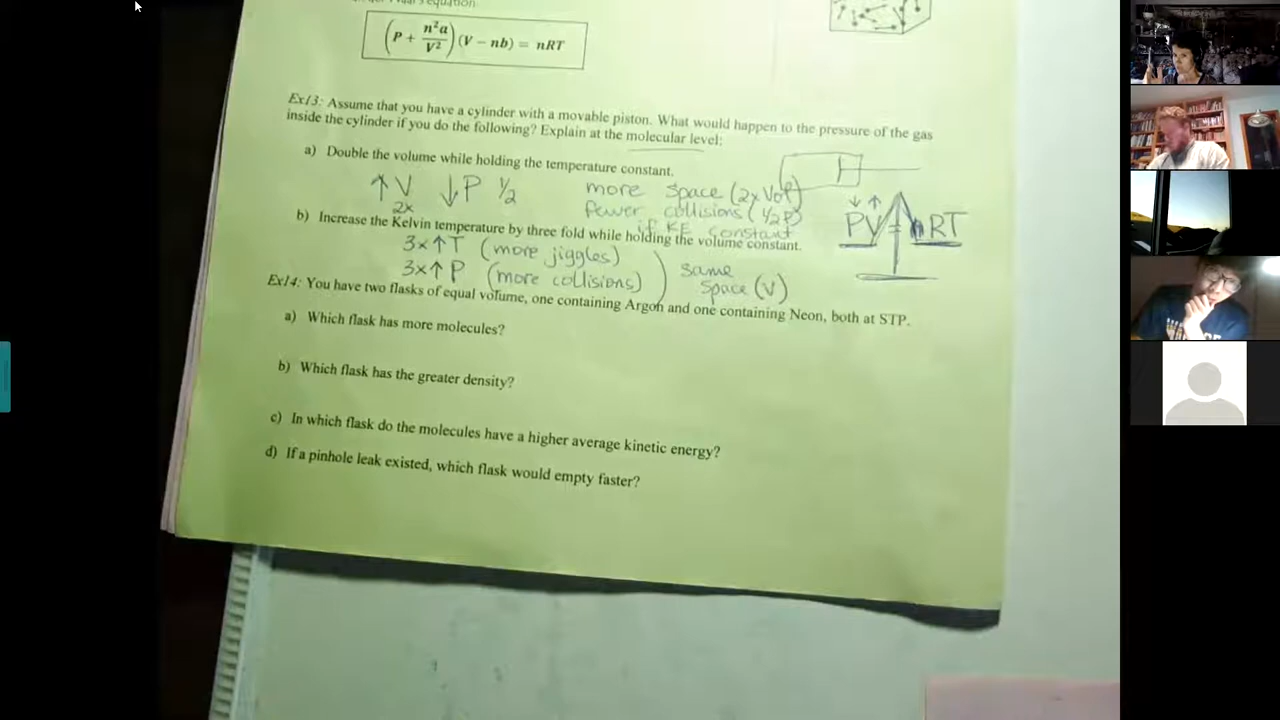 equation
(P + n²a/V²)(V − nb) = nRT
Ex13: Assume that you have a cylinder with a movable piston. What would happen to the pressure of the gas
inside the cylinder if you do the following? Explain at the molecular level:
a) Double the volume while holding the temperature constant.
↑V 2x ↓P 1/2
more space (2x Vol)
fewer collisions (1/2 P)
if KE constant
↓ ↑
PV = nRT
b) Increase the Kelvin temperature by three fold while holding the volume constant.
3x↑T (more jiggles)
3x↑P (more collisions)
same
space (V)
Ex14: You have two flasks of equal volume, one containing Argon and one containing Neon, both at STP.
a) Which flask has more molecules?
b) Which flask has the greater density?
c) In which flask do the molecules have a higher average kinetic energy?
d) If a pinhole leak existed, which flask would empty faster?